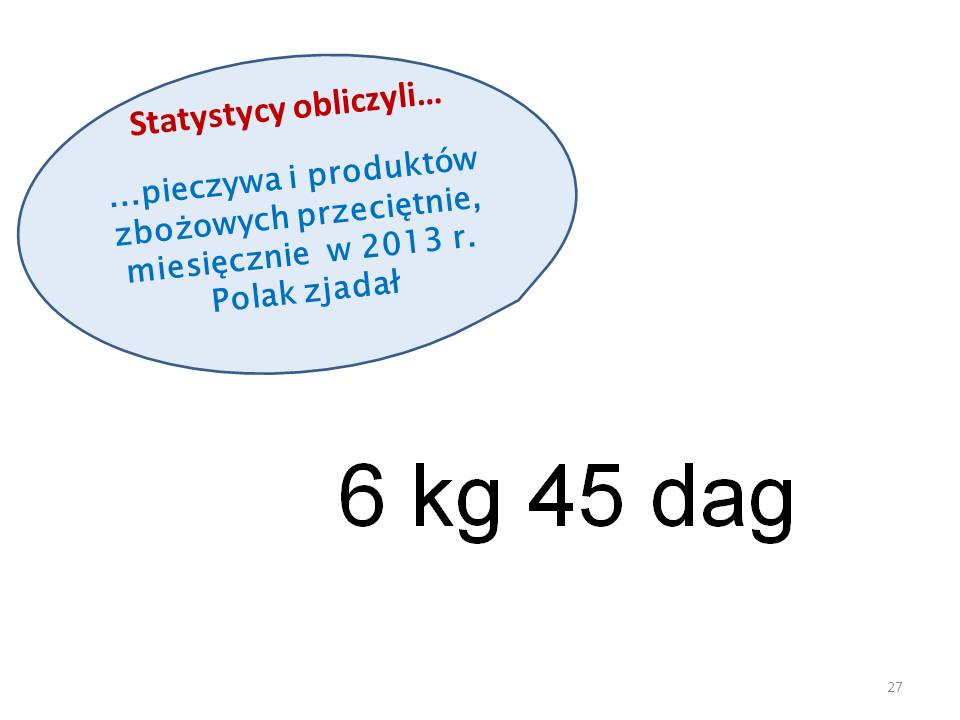 Statystycy obliczyli...
...pieczywa i produktów
zbożowych przeciętnie,
miesięcznie w 2013 r.
Polak zjadał
6 kg 45 dag
27